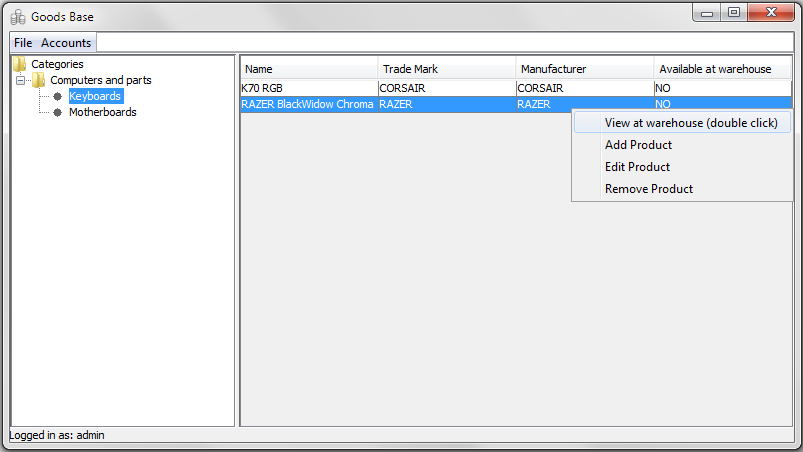 Goods Base
File Accounts
Categories
Computers and parts
Keyboards
Motherboards
Name Trade Mark Manufacturer Available at warehouse
K70 RGB CORSAIR CORSAIR NO
RAZER BlackWidow Chroma RAZER RAZER NO
View at warehouse (double click)
Add Product
Edit Product
Remove Product
Logged in as: admin